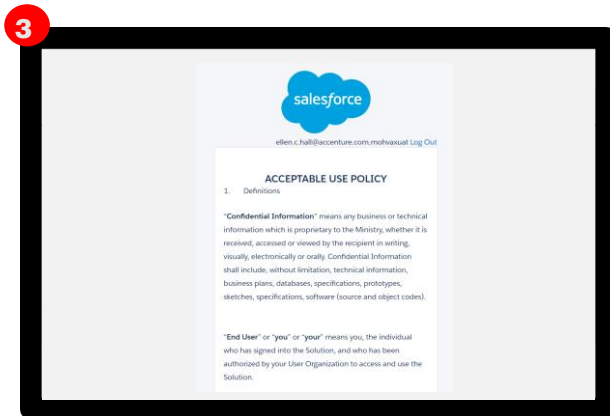 3
salesforce
ellen.c.hall@accenture.com.mohvaxuat Log Out
ACCEPTABLE USE POLICY
1. Definitions
"Confidential Information" means any business or technical
information which is proprietary to the Ministry, whether it is
received, accessed or viewed by the recipient in writing,
visually, electronically or orally. Confidential Information
shall include, without limitation, technical information,
business plans, databases, specifications, prototypes,
sketches, specifications, software (source and object codes).
"End User" or "you" or "your" means you, the individual
who has signed into the Solution, and who has been
authorized by your User Organization to access and use the
Solution.